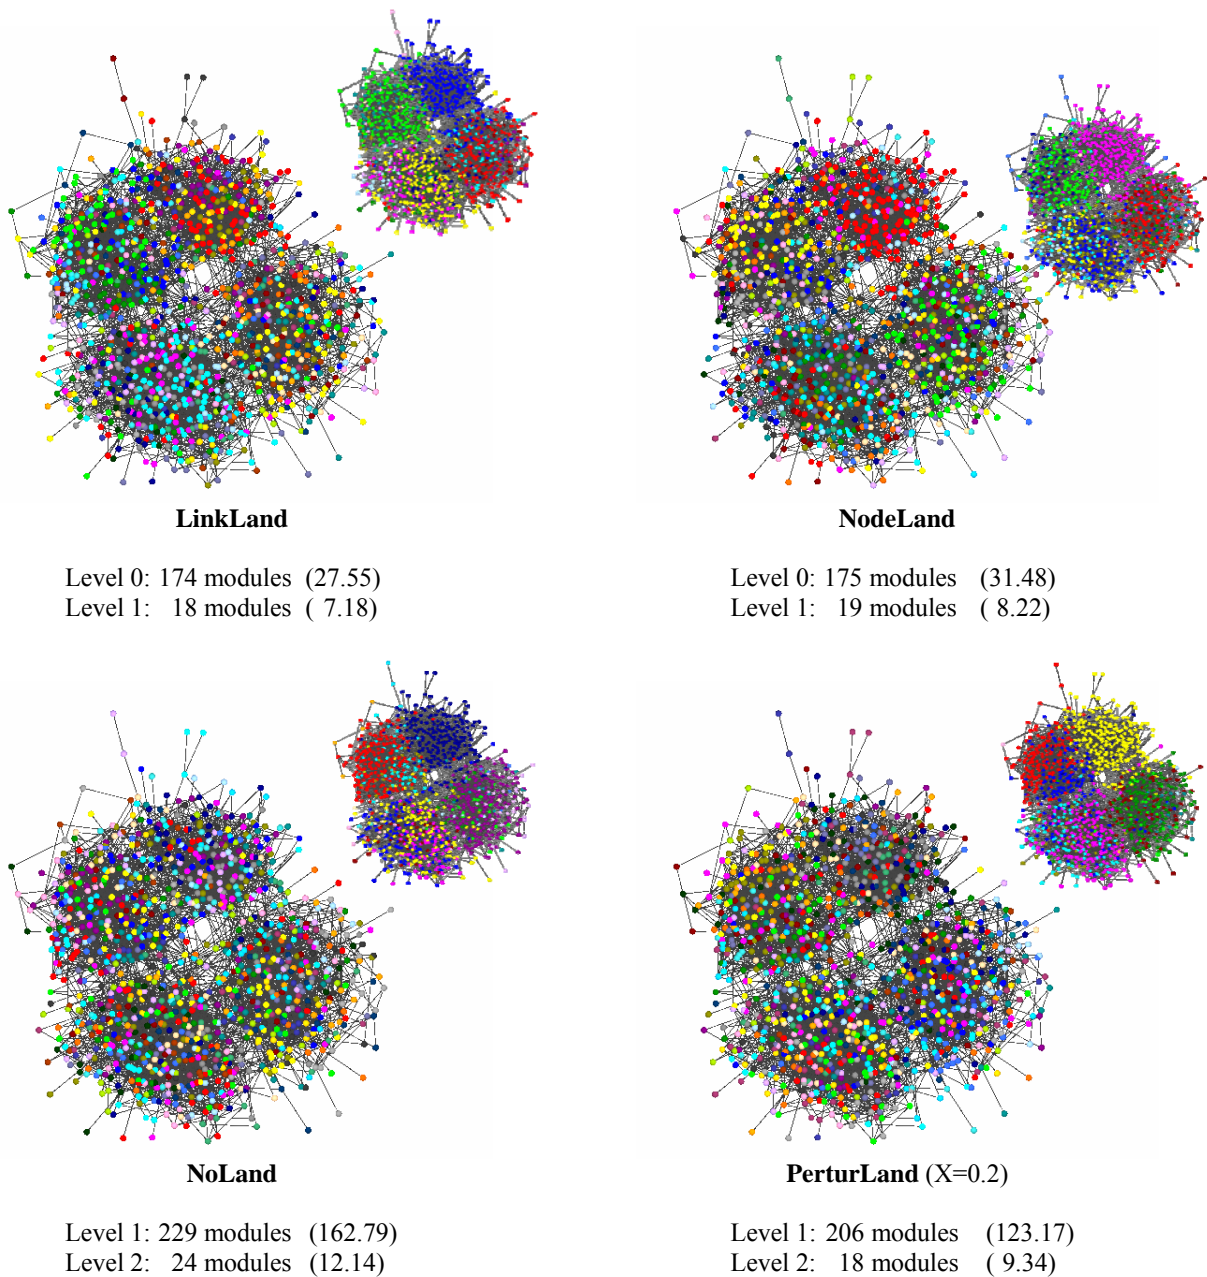 LinkLand
Level 0: 174 modules (27.55)
Level 1: 18 modules ( 7.18)
NodeLand
Level 0: 175 modules (31.48)
Level 1: 19 modules ( 8.22)
NoLand
Level 1: 229 modules (162.79)
Level 2: 24 modules (12.14)
PerturLand (X=0.2)
Level 1: 206 modules (123.17)
Level 2: 18 modules ( 9.34)